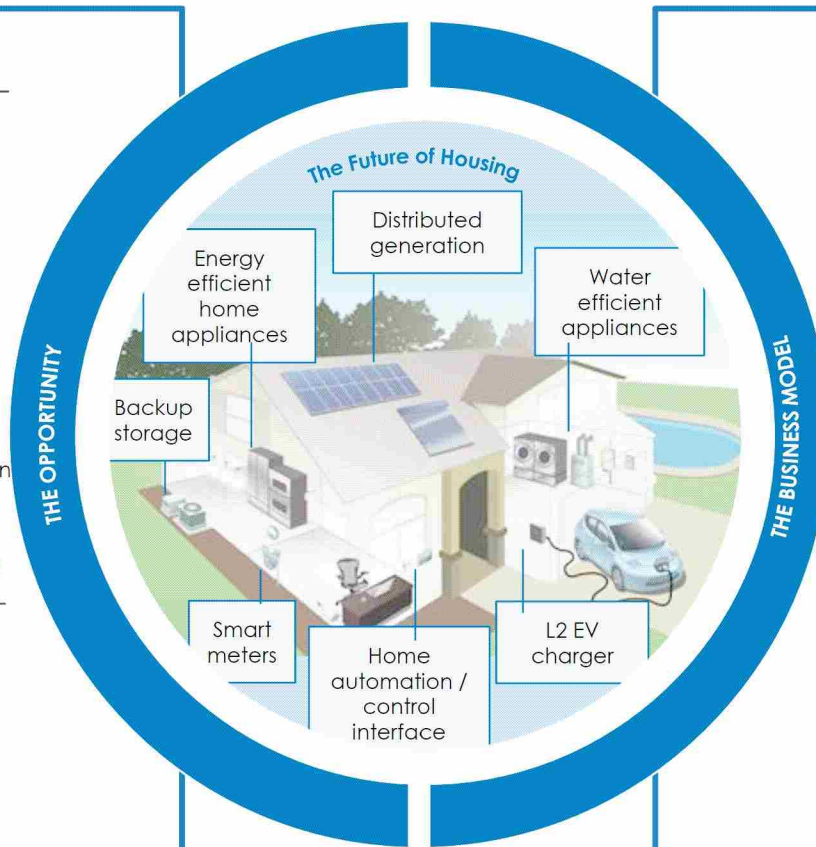 The Future of Housing
Distributed
generation
Energy
efficient
home
appliances
Water
efficient
appliances
Backup
storage
THE OPPORTUNITY
THE BUSINESS MODEL
n
Smart
meters
Home
automation /
control
interface
L2 EV
charger